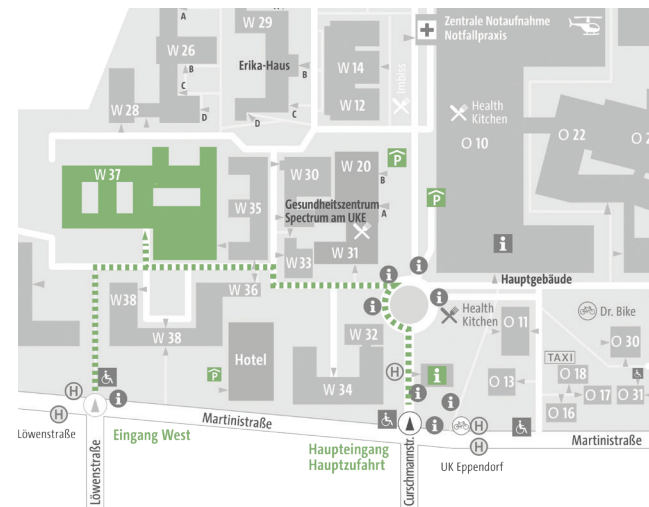 A
W 29
W 26
B
Erika-Haus
B
C
C
D
D
W 28
W 14
W 12
Imbiss
Zentrale Notaufnahme
Notfallpraxis
Health
Kitchen
O 10
O 22
W 37
W 35
W 30
W 20
P
B
A
P
Gesundheitszentrum
Spectrum am UKE
W 33
W 31
i
i
i
Hauptgebäude
W 38
W 36
W 38
i
i
Health
Kitchen
O 11
Dr. Bike
O 30
W 32
Hotel
P
W 34
H
i
O 13
TAXI
O 18
O 17
O 31
O 16
H
H
i
i
i
i
H
H
Martinistraße
Martinistraße
Löwenstraße
Löwenstraße
Eingang West
Haupteingang
Hauptzufahrt
Curschmannstr.
UK Eppendorf